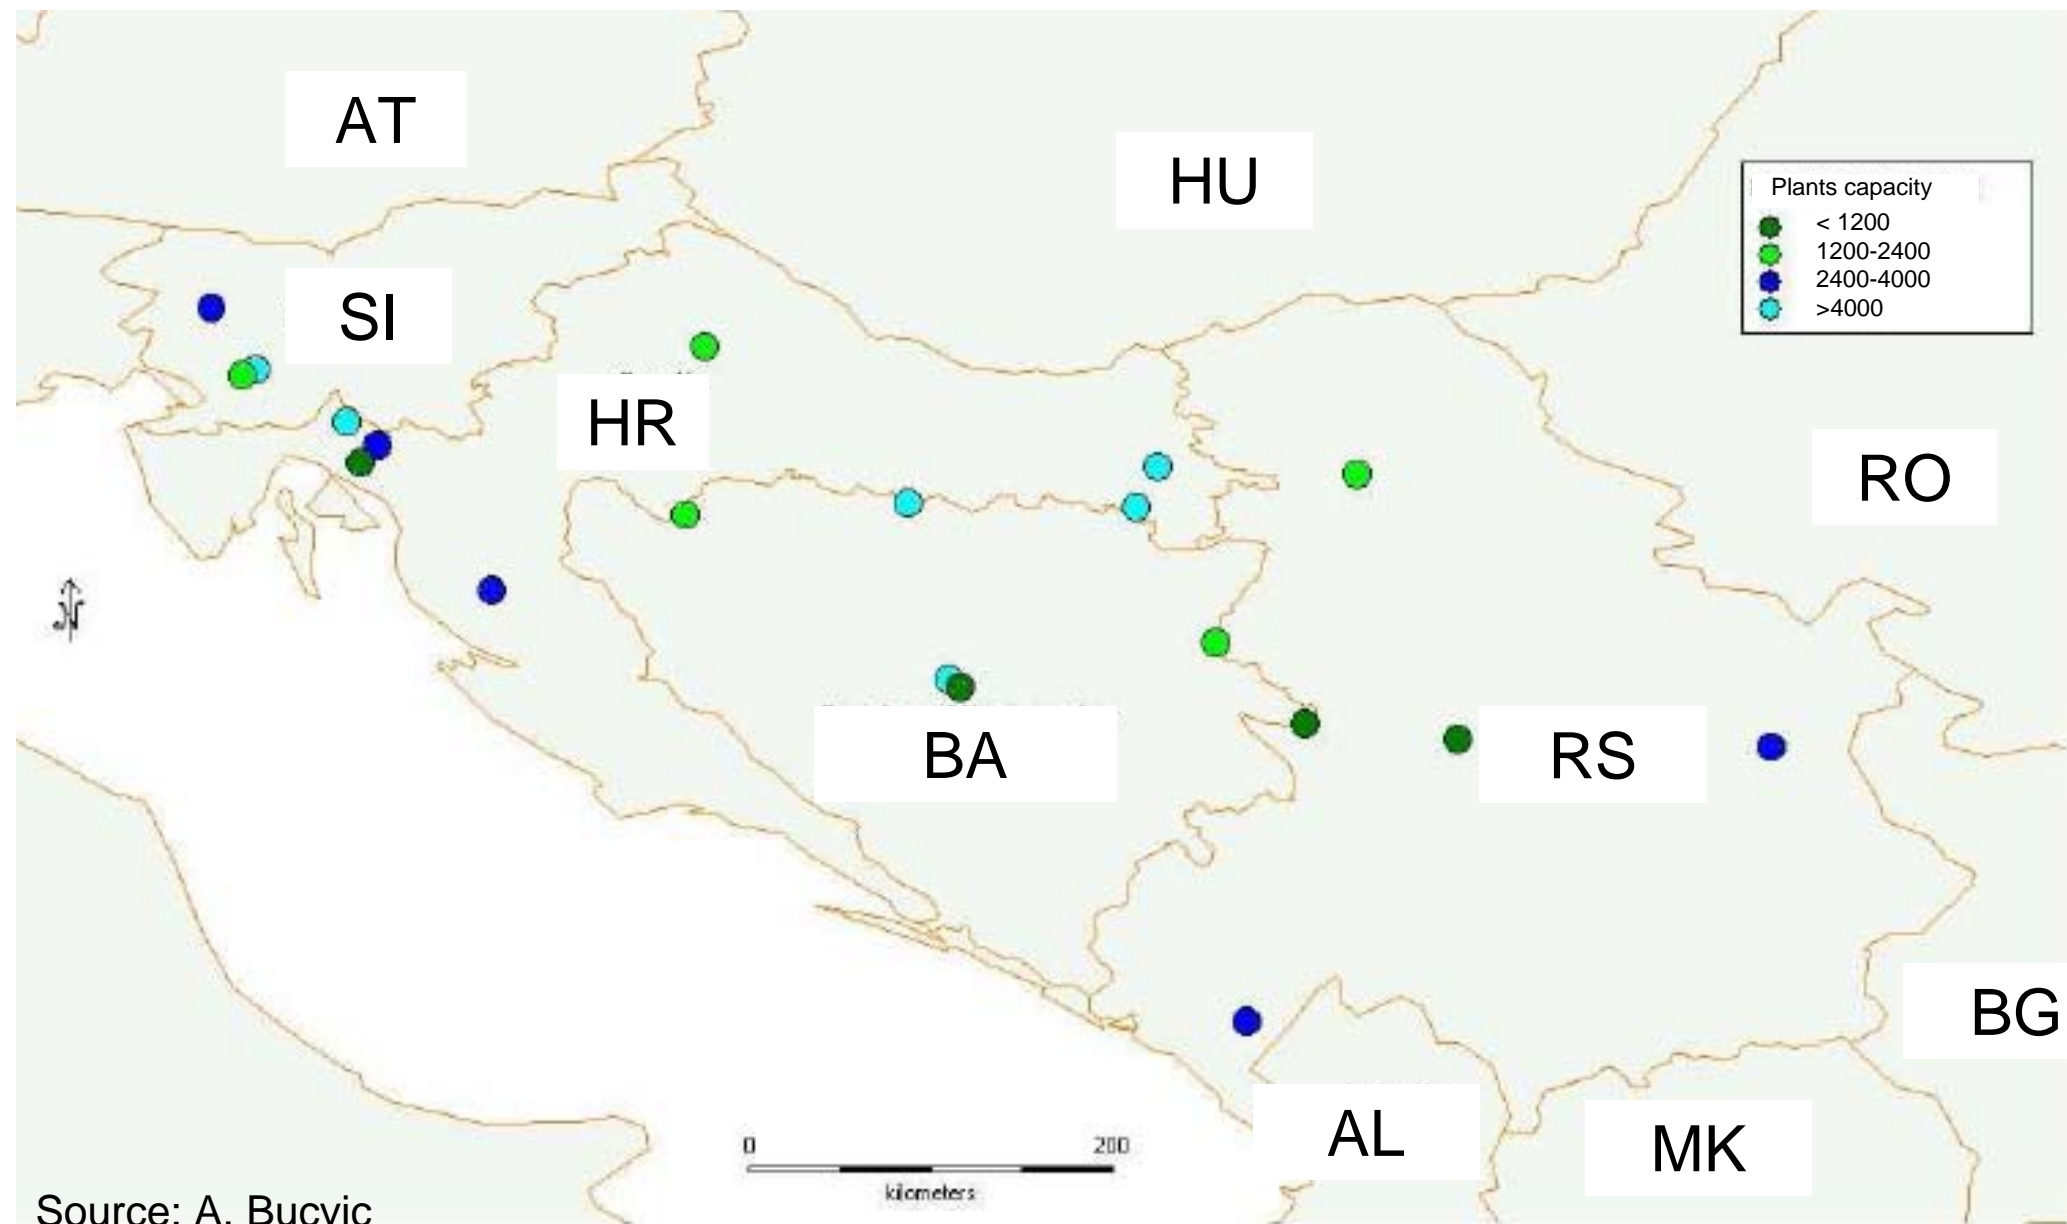 AT
HU
Plants capacity
< 1200
1200-2400
2400-4000
>4000
SI
HR
RO
N
BA
RS
BG
AL
MK
0 200
kilometers
Source: A. Bucvic